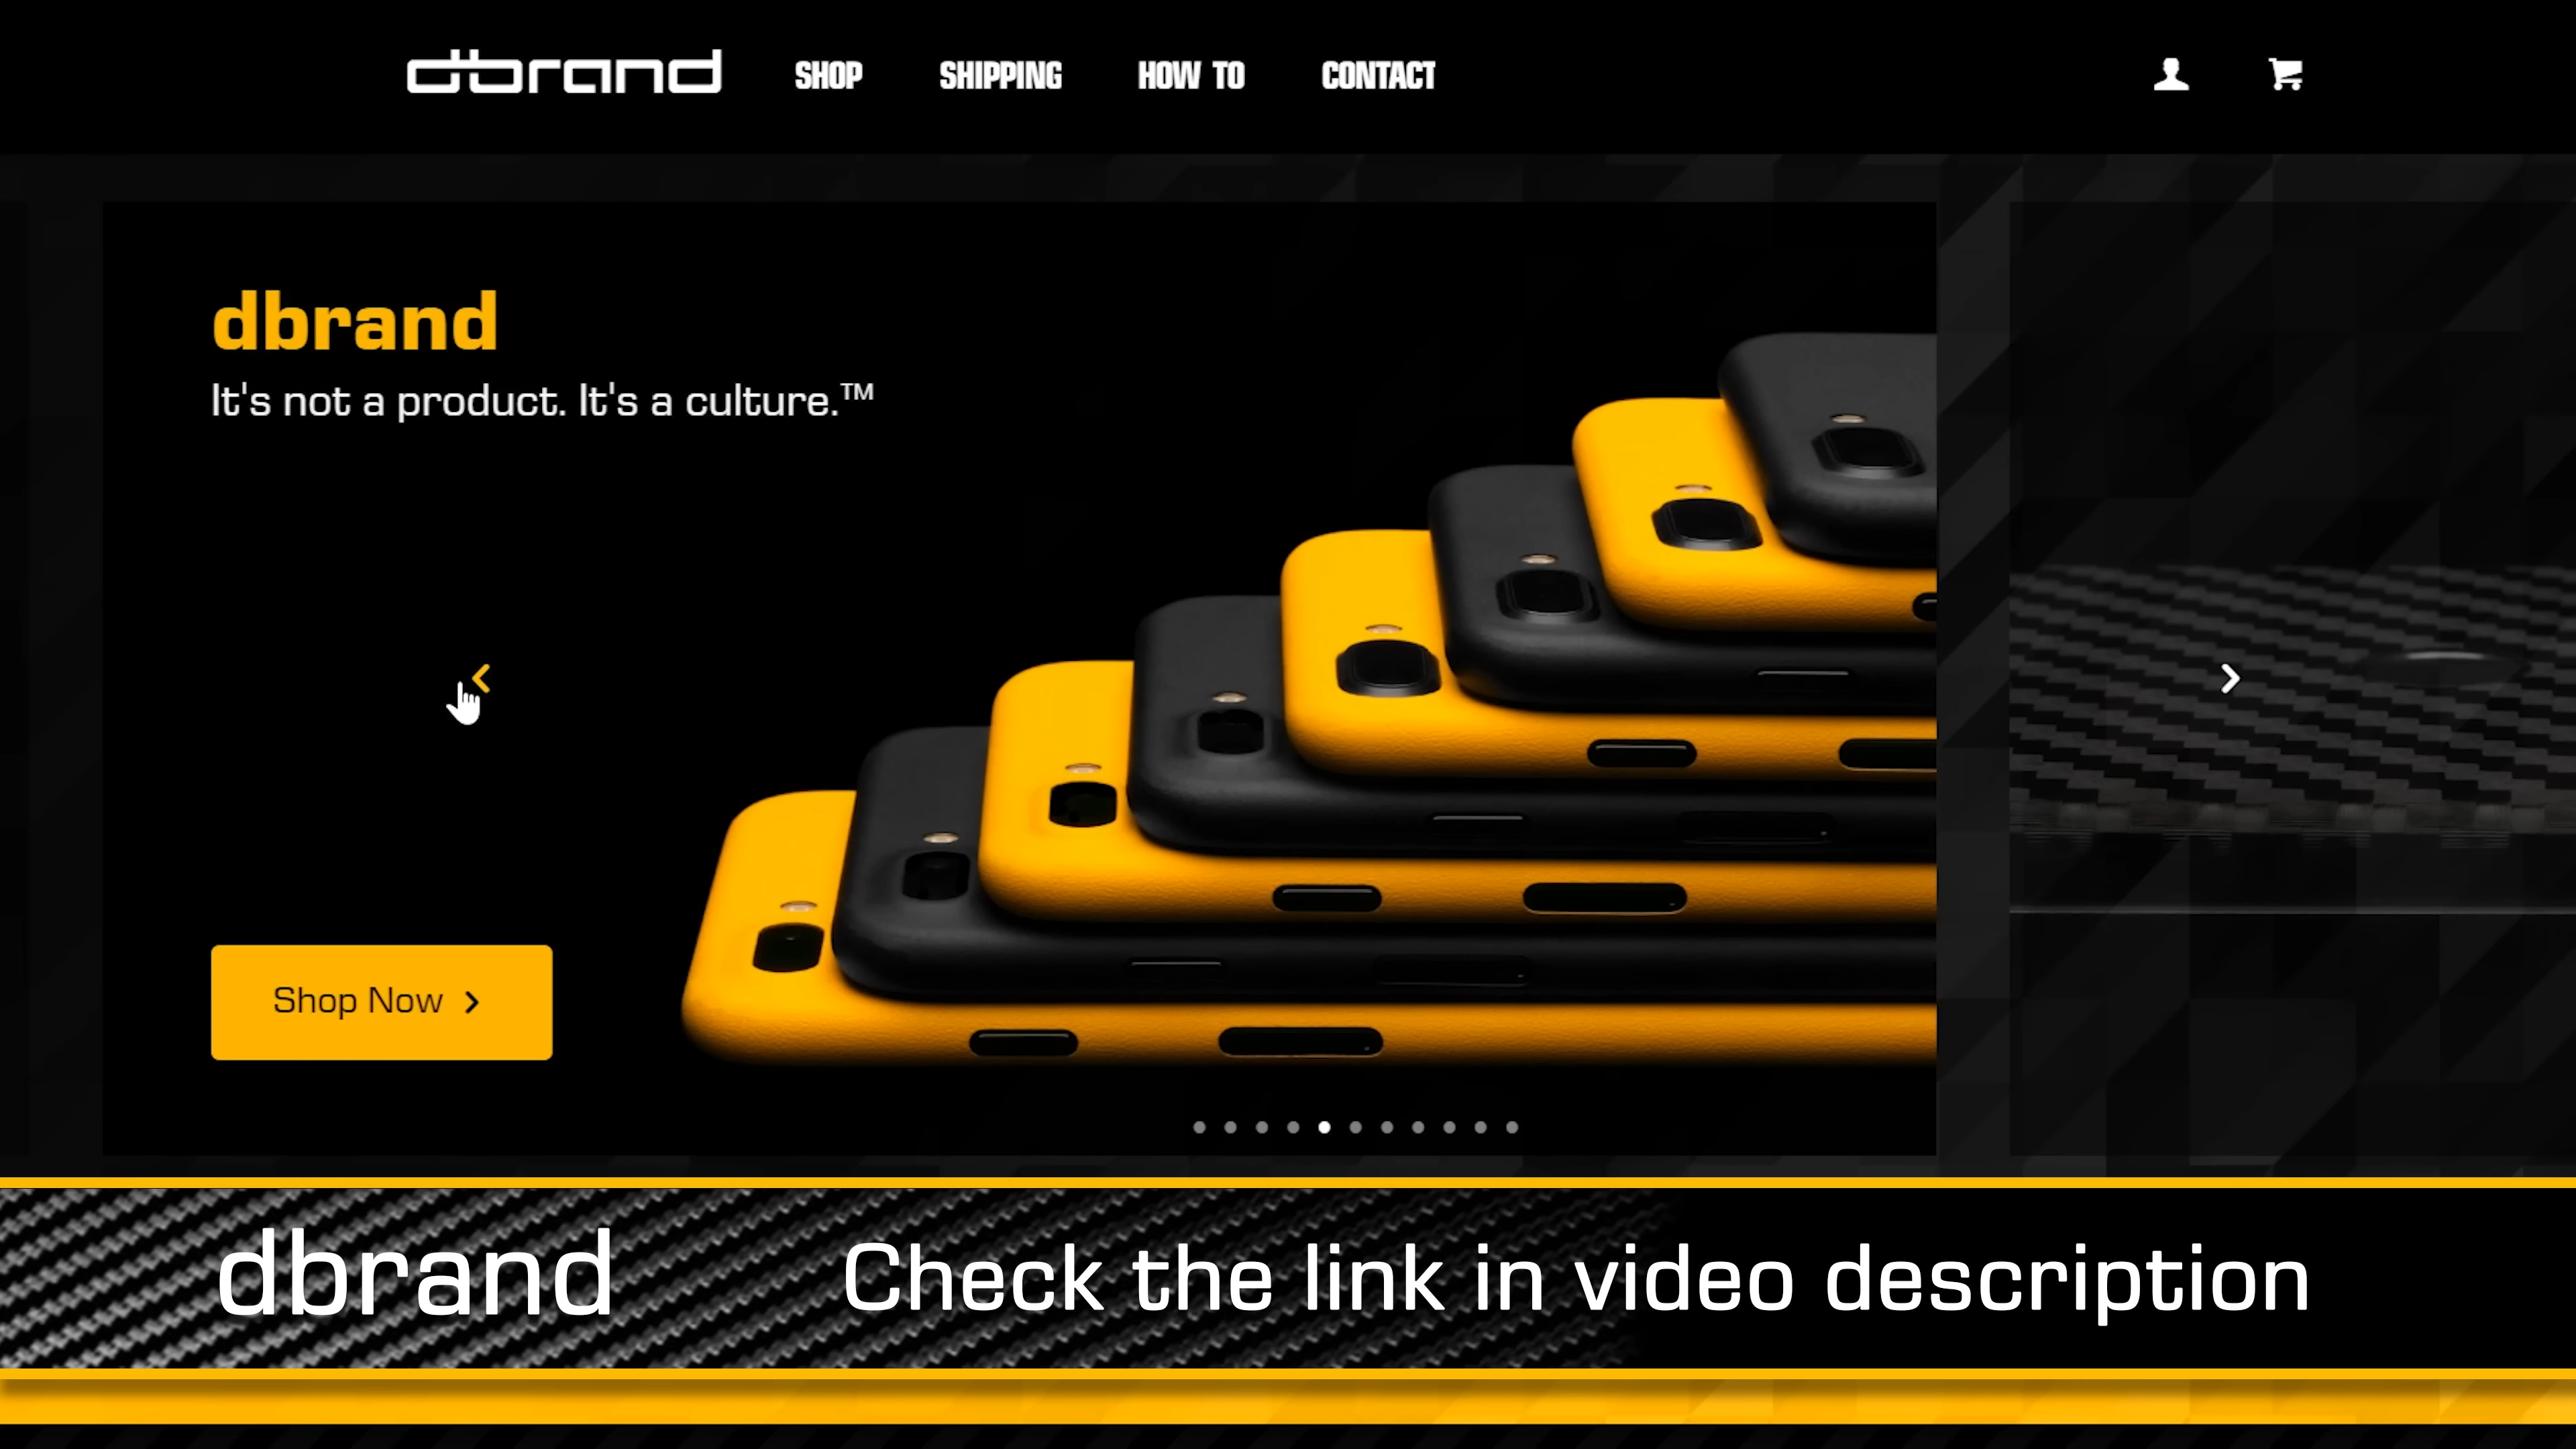 dbrand SHOP SHIPPING HOW TO CONTACT
dbrand
It's not a product. It's a culture.™
Shop Now
dbrand Check the link in video description